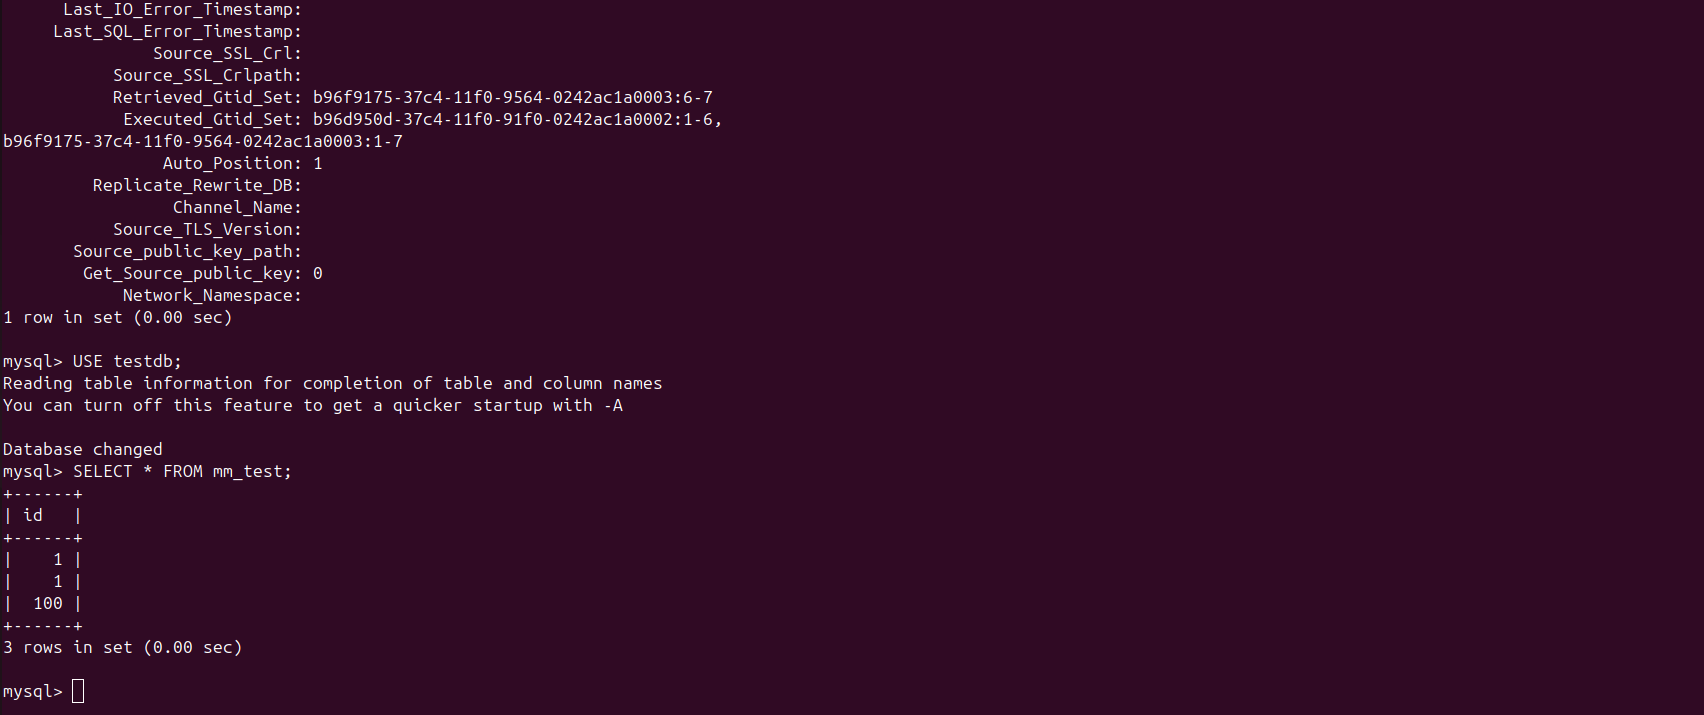 Last_IO_Error_Timestamp:
Last_SQL_Error_Timestamp:
Source_SSL_Crl:
Source_SSL_Crlpath:
Retrieved_Gtid_Set: b96f9175-37c4-11f0-9564-0242ac1a0003:6-7
Executed_Gtid_Set: b96d950d-37c4-11f0-91f0-0242ac1a0002:1-6,
b96f9175-37c4-11f0-9564-0242ac1a0003:1-7
Auto_Position: 1
Replicate_Rewrite_DB:
Channel_Name:
Source_TLS_Version:
Source_public_key_path:
Get_Source_public_key: 0
Network_Namespace:
1 row in set (0.00 sec)
mysql> USE testdb;
Reading table information for completion of table and column names
You can turn off this feature to get a quicker startup with -A
Database changed
mysql> SELECT * FROM mm_test;
+------+
| id   |
+------+
|    1 |
|    1 |
|  100 |
+------+
3 rows in set (0.00 sec)
mysql>